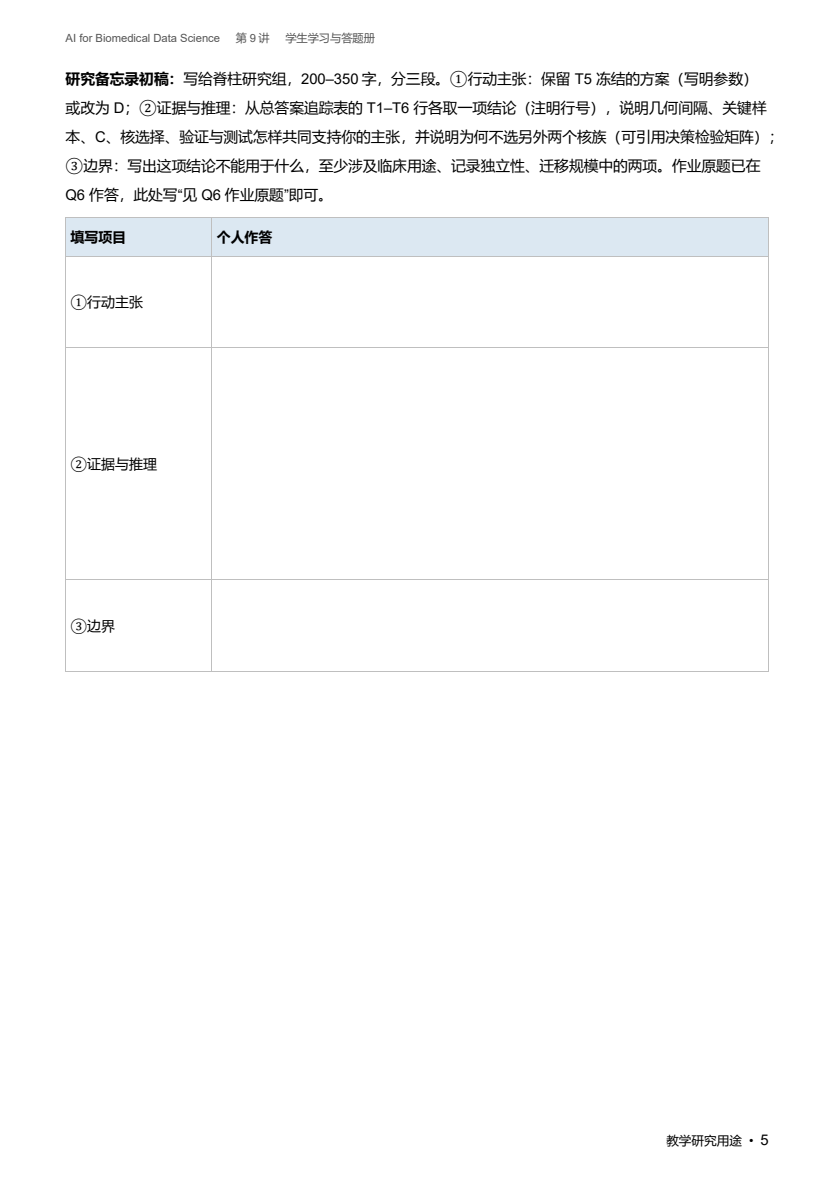 AI for Biomedical Data Science 第 9 讲 学生学习与答题册
研究备忘录初稿：写给脊柱研究组，200–350 字，分三段。①行动主张：保留 T5 冻结的方案（写明参数）
或改为 D；②证据与推理：从总答案追踪表的 T1–T6 行各取一项结论（注明行号），说明几何间隔、关键样
本、C、核选择、验证与测试怎样共同支持你的主张，并说明为何不选另外两个核族（可引用决策检验矩阵）；
③边界：写出这项结论不能用于什么，至少涉及临床用途、记录独立性、迁移规模中的两项。作业原题已在
Q6 作答，此处写“见 Q6 作业原题”即可。
填写项目 个人作答
①行动主张
②证据与推理
③边界
教学研究用途 • 5